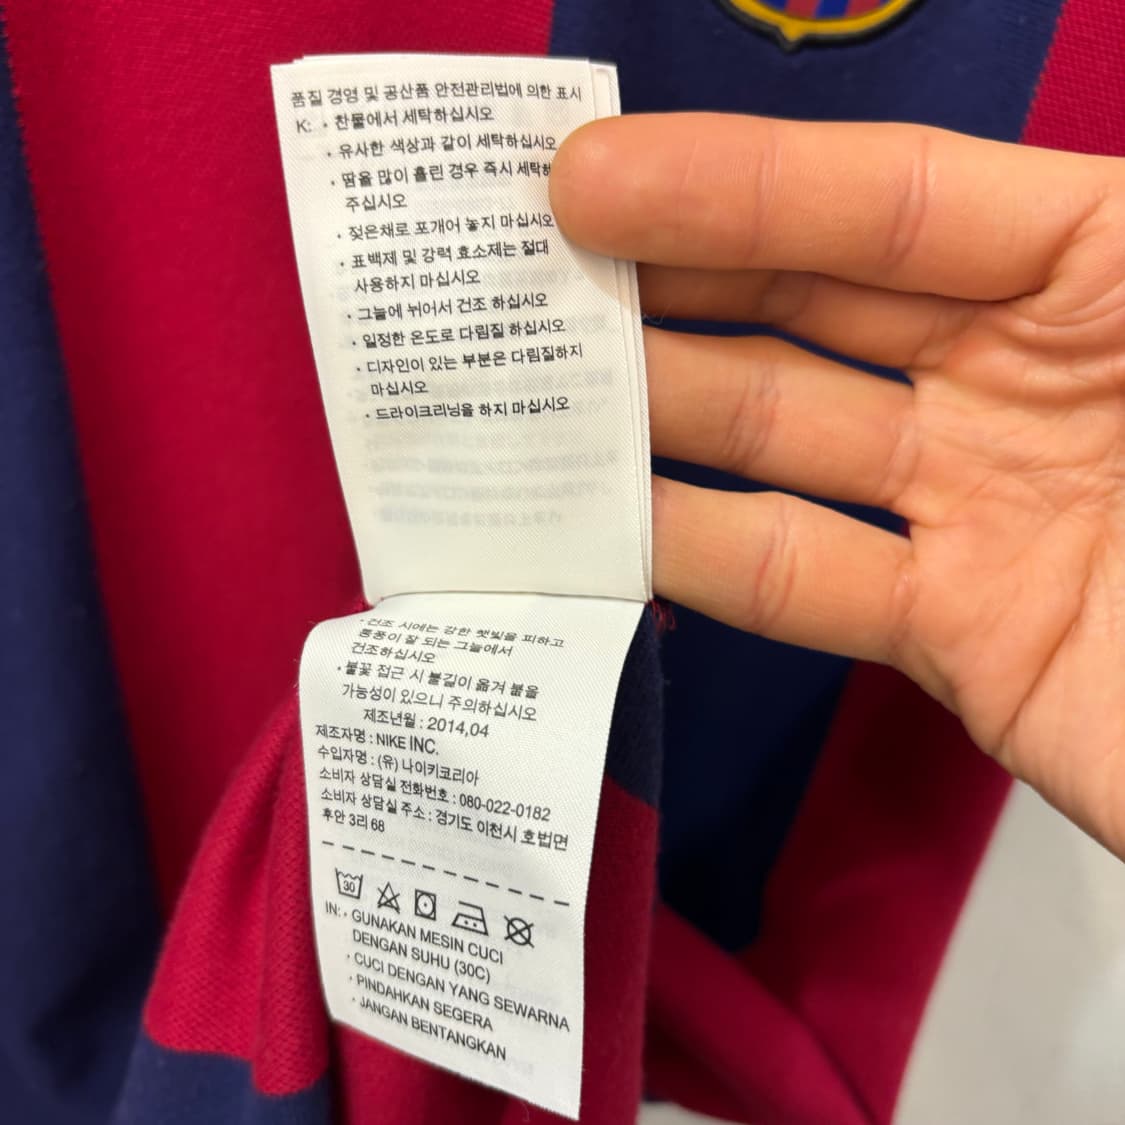 품질 경영 및 공산품 안전관리법에 의한 표시
K: · 찬물에서 세탁하십시오
· 유사한 색상과 같이 세탁하십시오
· 땀을 많이 흘린 경우 즉시 세탁해
주십시오
· 젖은채로 포개어 놓지 마십시오
· 표백제 및 강력 효소제는 절대
사용하지 마십시오
· 그늘에 뉘어서 건조 하십시오
· 일정한 온도로 다림질 하십시오
· 디자인이 있는 부분은 다림질하지
마십시오
· 드라이크리닝을 하지 마십시오
· 건조 시에는 강한 햇빛을 피하고
통풍이 잘 되는 그늘에서
건조하십시오
· 불꽃 접근 시 불길이 옮겨 붙을
가능성이 있으니 주의하십시오
제조년월 : 2014,04
제조자명 : NIKE INC.
수입자명 : (유) 나이키코리아
소비자 상담실 전화번호 : 080-022-0182
소비자 상담실 주소 : 경기도 이천시 호법면
후안 3리 68
30
IN: · GUNAKAN MESIN CUCI
DENGAN SUHU (30C)
· CUCI DENGAN YANG SEWARNA
· PINDAHKAN SEGERA
· JANGAN BENTANGKAN